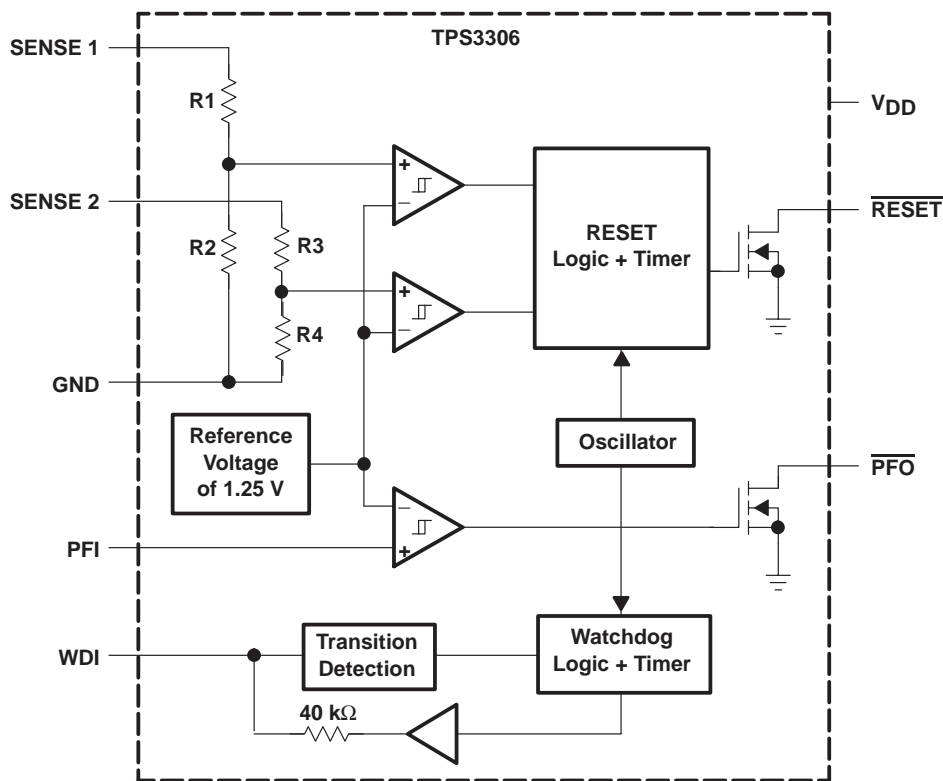 TPS3306
SENSE 1
R1
VDD
+
−
SENSE 2
RESET
R2
R3
RESET
Logic + Timer
+
−
R4
GND
Reference
Voltage
of 1.25 V
Oscillator
PFO
−
+
PFI
WDI
Transition
Detection
Watchdog
Logic + Timer
40 kΩ